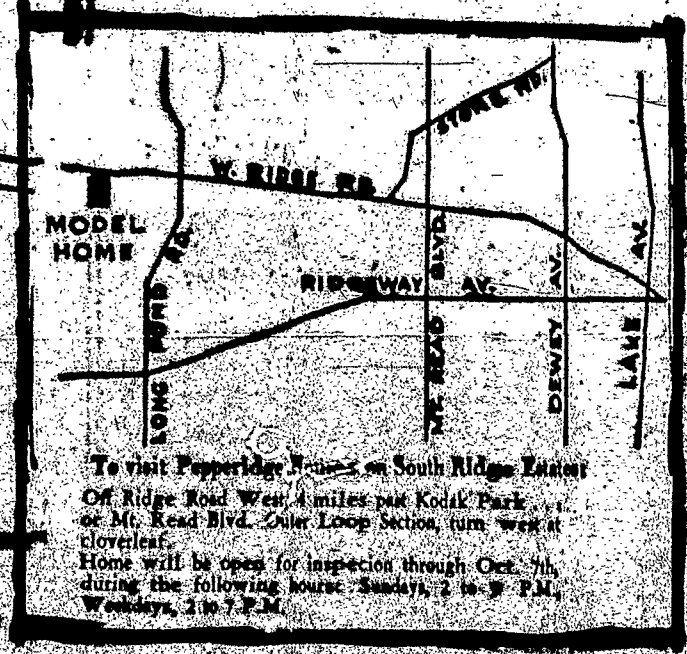 STONE RD.
W. RIDGE RD.
MODEL
HOME
LONG POND RD.
RIDGEWAY AV.
MT. READ BLVD.
DEWEY AV.
LAKE AV.
To visit Pepperidge on South Ridge Estates:
Off Ridge Road West, 4 miles past Kodak Park . . .
or Mt. Read Blvd. Outer Loop Section, turn west at
cloverleaf.
Home will be open for inspecion through Oct. 7th,
during the following hours: Sundays, 2 to P.M.,
Weekdays, 2 to 7 P.M.